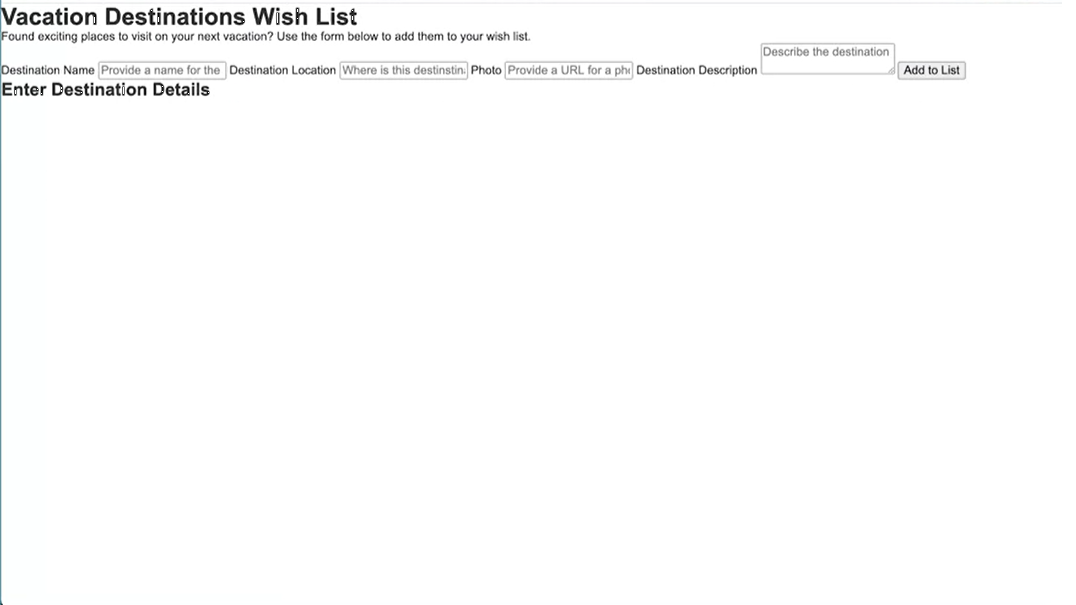 Vacation Destinations Wish List
Found exciting places to visit on your next vacation? Use the form below to add them to your wish list.
Describe the destination
Destination Name Provide a name for the Destination Location Where is this destinstin Photo Provide a URL for a ph Destination Description Add to List
Enter Destination Details